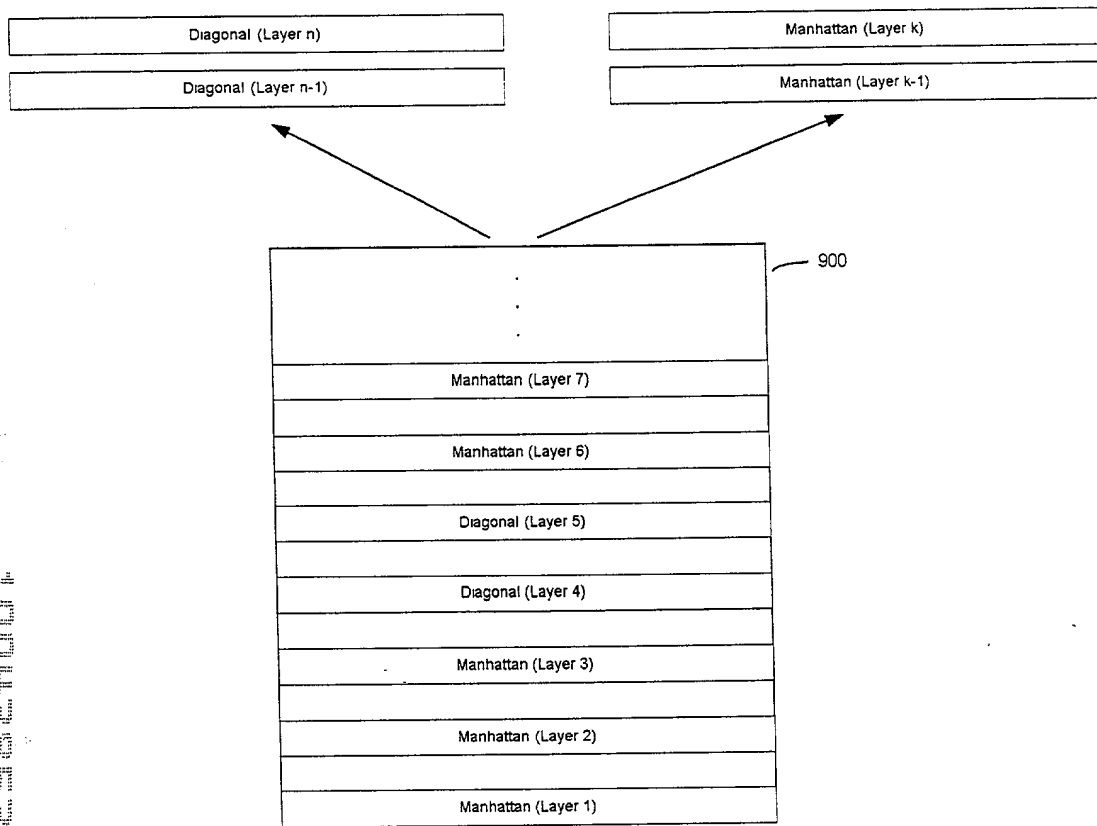 Diagonal (Layer n)
Manhattan (Layer k)
Diagonal (Layer n-1)
Manhattan (Layer k-1)
900
Manhattan (Layer 7)
Manhattan (Layer 6)
Diagonal (Layer 5)
Diagonal (Layer 4)
Manhattan (Layer 3)
Manhattan (Layer 2)
Manhattan (Layer 1)